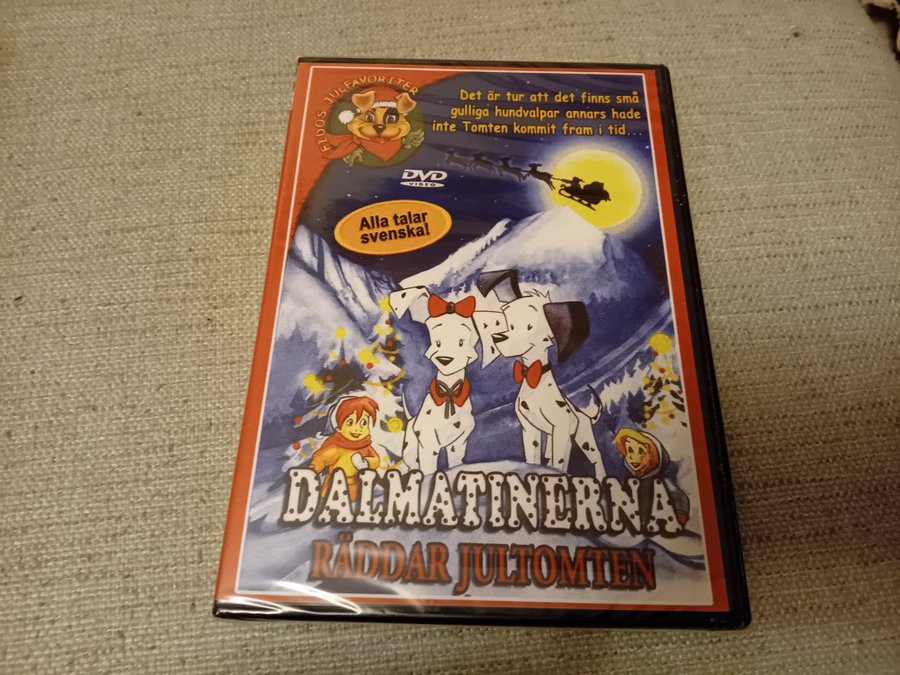 FIDOS JULFAVORITER
Det är tur att det finns små
gulliga hundvalpar annars hade
inte Tomten kommit fram i tid...
DVD
VIDEO
Alla talar
svenska!
DALMATINERNA
RÄDDAR JULTOMTEN